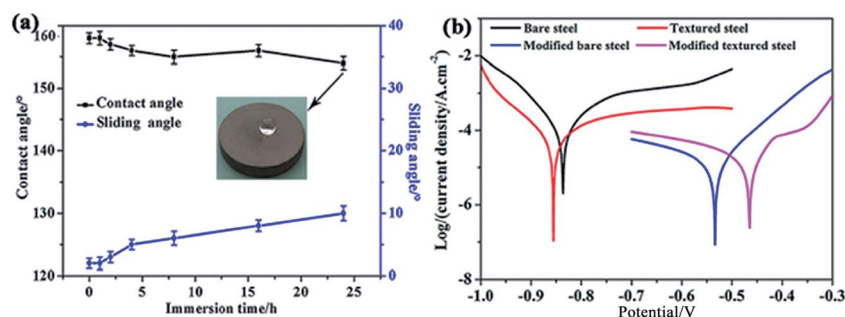 (a)
160
150
140
130
120
Contact angle/°
Contact angle
Sliding angle
0
5
10
15
20
25
Immersion time/h
40
30
20
10
0
Sliding angle/°
(b)
Bare steel
Textured steel
Modified bare steel
Modified textured steel
-2
-4
-6
-8
Log/(current density/A.cm-2)
-1.0
-0.9
-0.8
-0.7
-0.6
-0.5
-0.4
-0.3
Potential/V